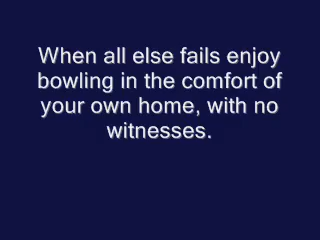 When all else fails enjoy
bowling in the comfort of
your own home, with no
witnesses.